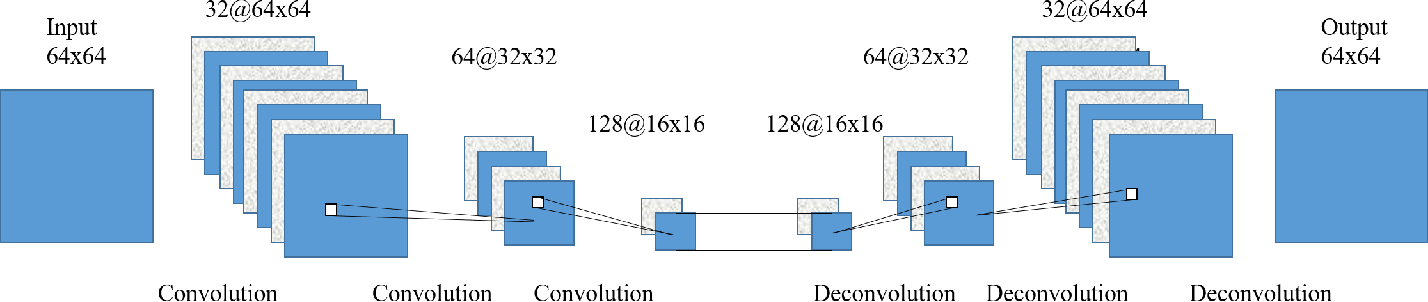 Input
64x64
32@64x64
64@32x32
128@16x16
128@16x16
64@32x32
32@64x64
Output
64x64
Convolution
Convolution
Convolution
Deconvolution
Deconvolution
Deconvolution